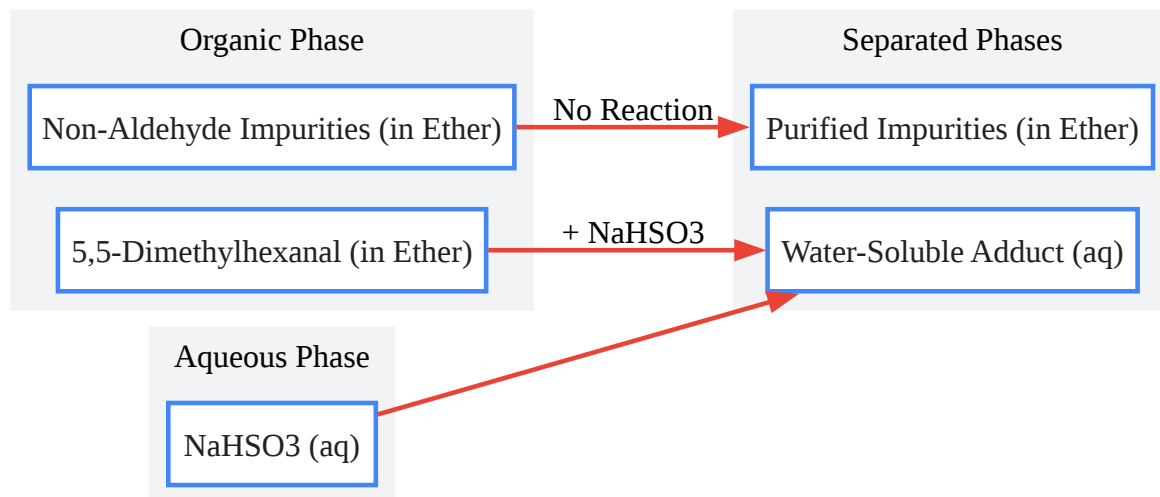 Organic Phase
Separated Phases
Non-Aldehyde Impurities (in Ether)
No Reaction
Purified Impurities (in Ether)
5,5-Dimethylhexanal (in Ether)
+ NaHSO3
Water-Soluble Adduct (aq)
Aqueous Phase
NaHSO3 (aq)